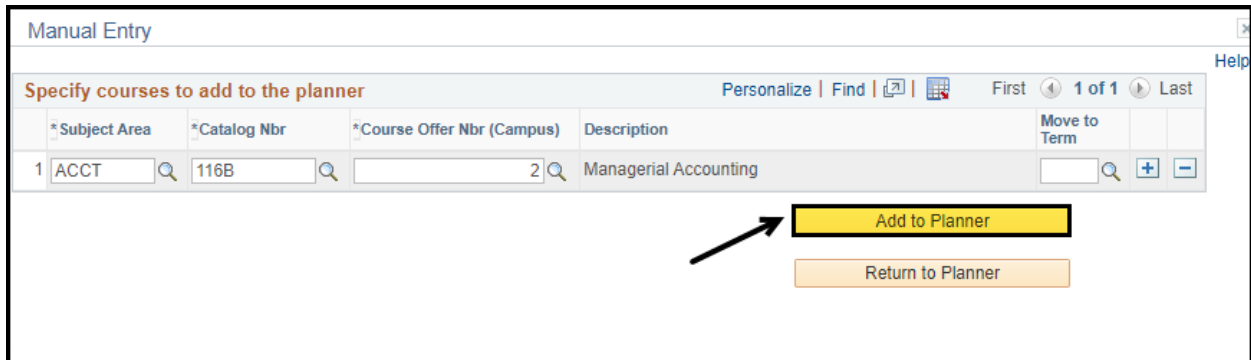 Manual Entry
Help
Specify courses to add to the planner Personalize | Find | First 1 of 1 Last
*Subject Area *Catalog Nbr *Course Offer Nbr (Campus) Description Move to Term
1 ACCT 116B 2 Managerial Accounting
Add to Planner
Return to Planner